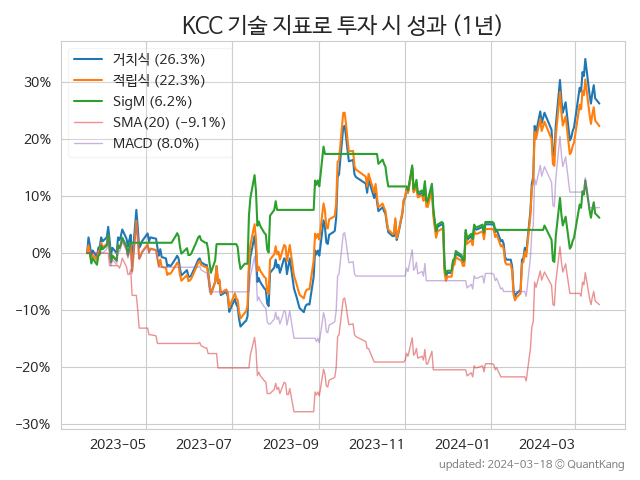 KCC 기술 지표로 투자 시 성과 (1년)
거치식 (26.3%)
적립식 (22.3%)
SigM (6.2%)
SMA(20) (−9.1%)
MACD (8.0%)
30%
20%
10%
0%
−10%
−20%
−30%
2023-05 2023-07 2023-09 2023-11 2024-01 2024-03
updated: 2024-03-18 © QuantKang